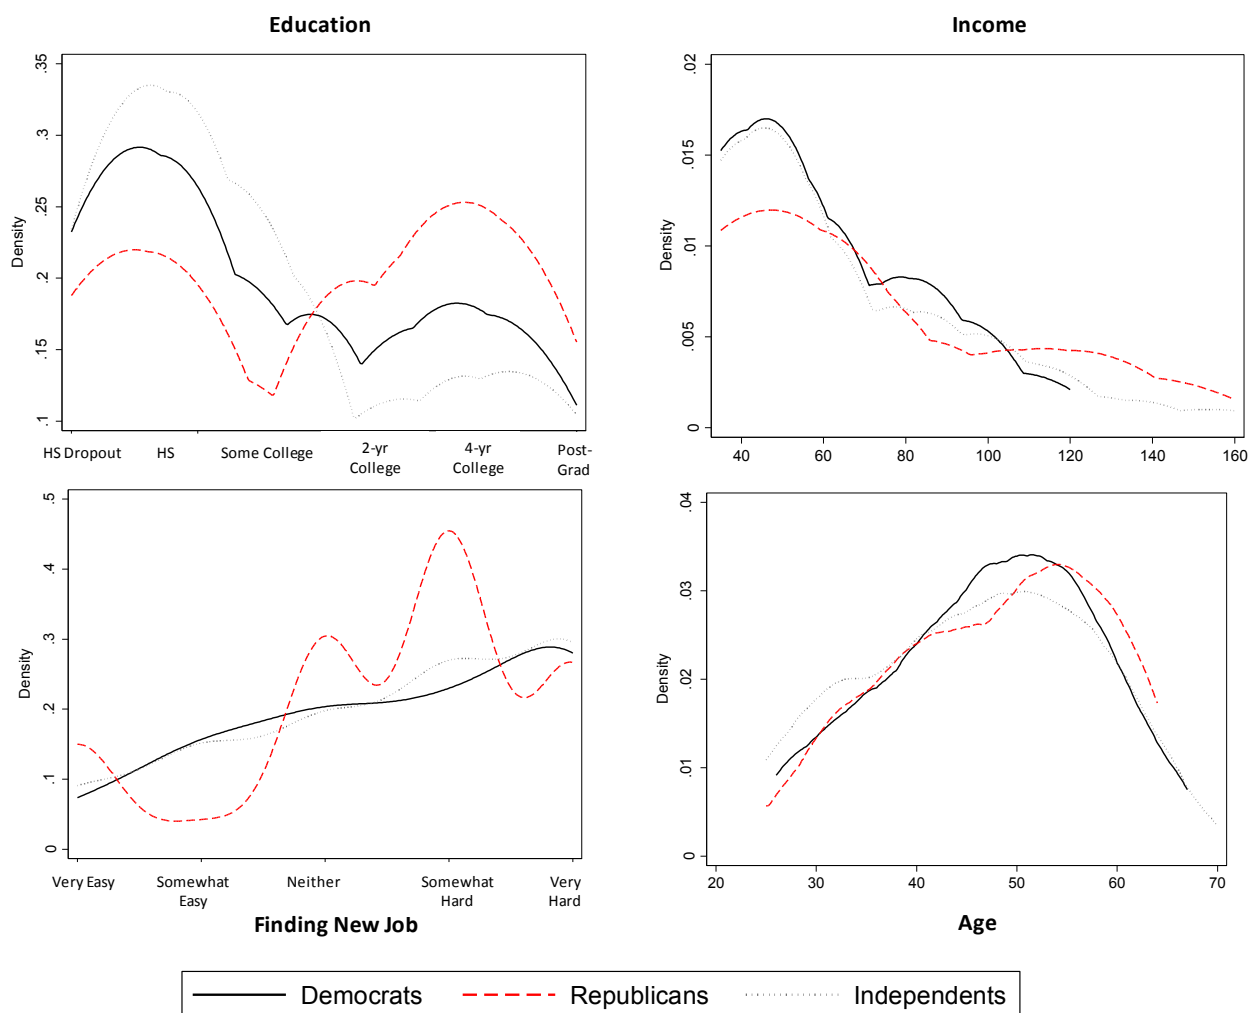 Education
Income
Density
.1 .15 .2 .25 .3 .35
HS Dropout HS Some College 2-yr College 4-yr College Post-Grad
Density
0 .005 .01 .015 .02
40 60 80 100 120 140 160
Density
0 .1 .2 .3 .4 .5
Very Easy Somewhat Easy Neither Somewhat Hard Very Hard
Finding New Job
Density
0 .01 .02 .03 .04
20 30 40 50 60 70
Age
Democrats Republicans Independents